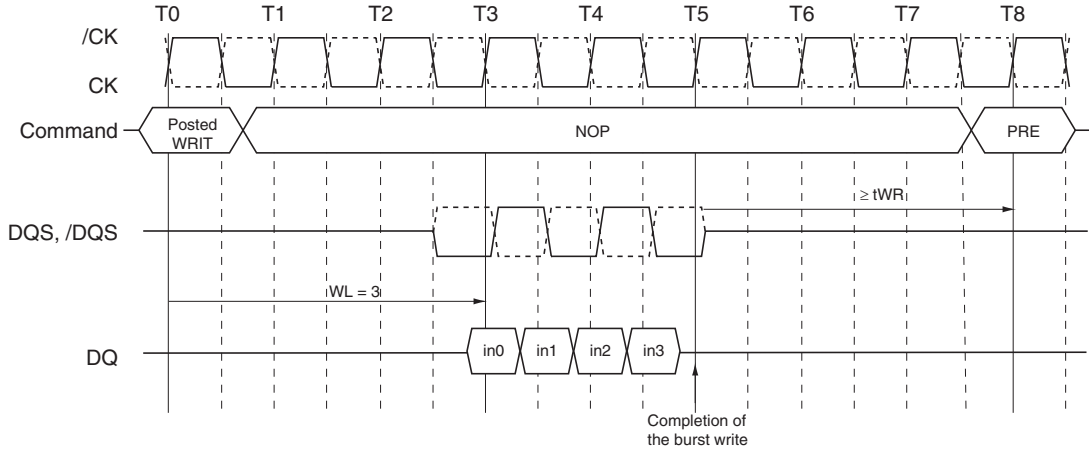 T0 T1 T2 T3 T4 T5 T6 T7 T8
/CK
CK
Command
Posted
WRIT
NOP
PRE
≥ tWR
DQS, /DQS
WL = 3
DQ
in0 in1 in2 in3
Completion of
the burst write